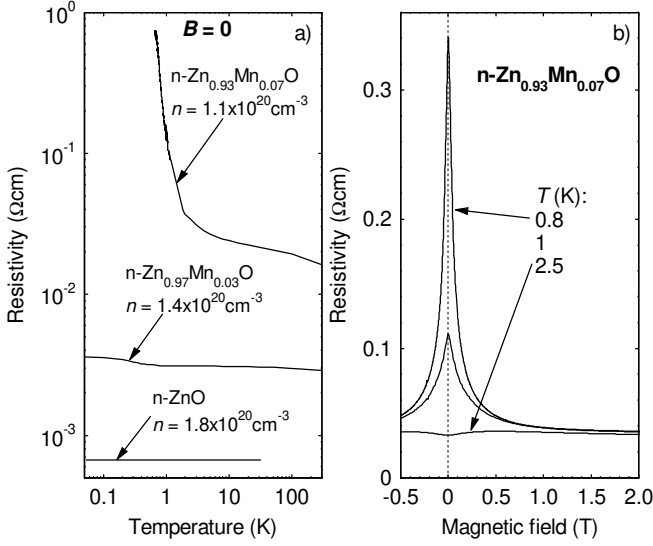 B = 0
a)
n-Zn0.93Mn0.07O
n = 1.1x10^20cm^-3
n-Zn0.97Mn0.03O
n = 1.4x10^20cm^-3
n-ZnO
n = 1.8x10^20cm^-3
10^0
10^-1
10^-2
10^-3
Resistivity (Ωcm)
0.1 1 10 100
Temperature (K)
b)
n-Zn0.93Mn0.07O
T (K):
0.8
1
2.5
0.3
0.2
0.1
0
Resistivity (Ωcm)
-0.5 0 0.5 1.0 1.5 2.0
Magnetic field (T)